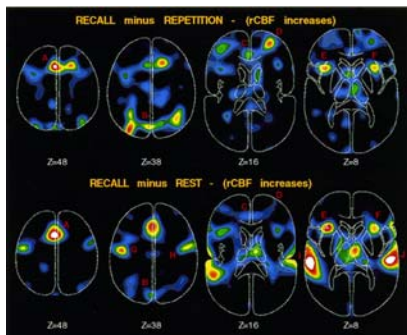 RECALL minus REPETITION - (rCBF increases)
A
B
C
D
E
F
Z=48
Z=38
Z=16
Z=8
RECALL minus REST - (rCBF increases)
A
G
H
B
C
D
E
F
I
J
Z=48
Z=38
Z=16
Z=8